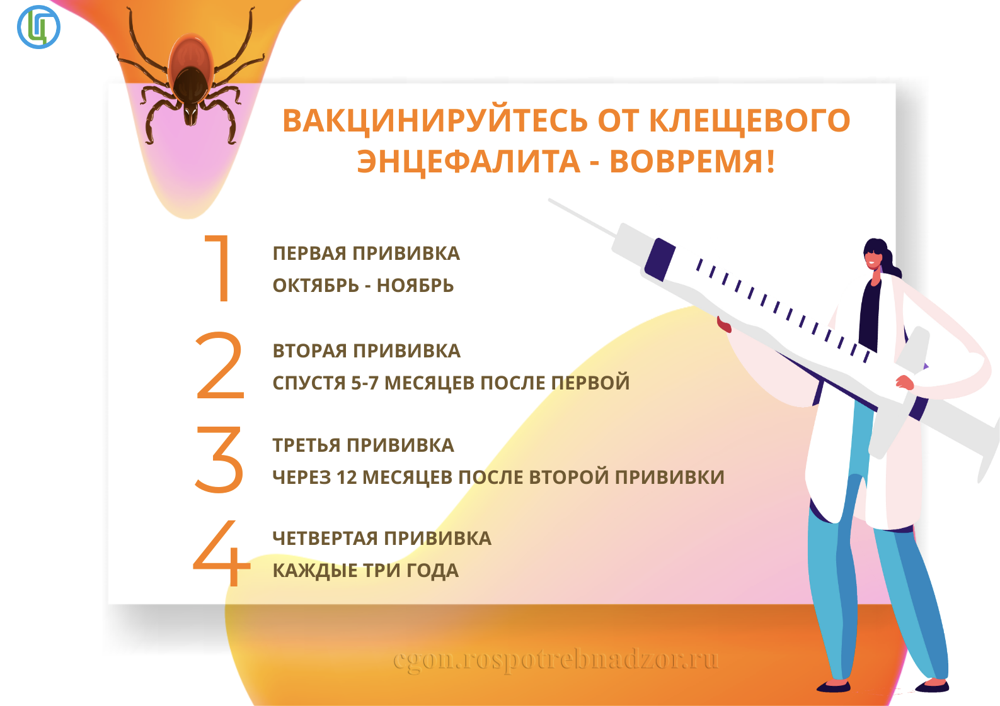 ВАКЦИНИРУЙТЕСЬ ОТ КЛЕЩЕВОГО
ЭНЦЕФАЛИТА - ВОВРЕМЯ!
1
ПЕРВАЯ ПРИВИВКА
ОКТЯБРЬ - НОЯБРЬ
2
ВТОРАЯ ПРИВИВКА
СПУСТЯ 5-7 МЕСЯЦЕВ ПОСЛЕ ПЕРВОЙ
3
ТРЕТЬЯ ПРИВИВКА
ЧЕРЕЗ 12 МЕСЯЦЕВ ПОСЛЕ ВТОРОЙ ПРИВИВКИ
4
ЧЕТВЕРТАЯ ПРИВИВКА
КАЖДЫЕ ТРИ ГОДА
cgon.rospotrebnadzor.ru